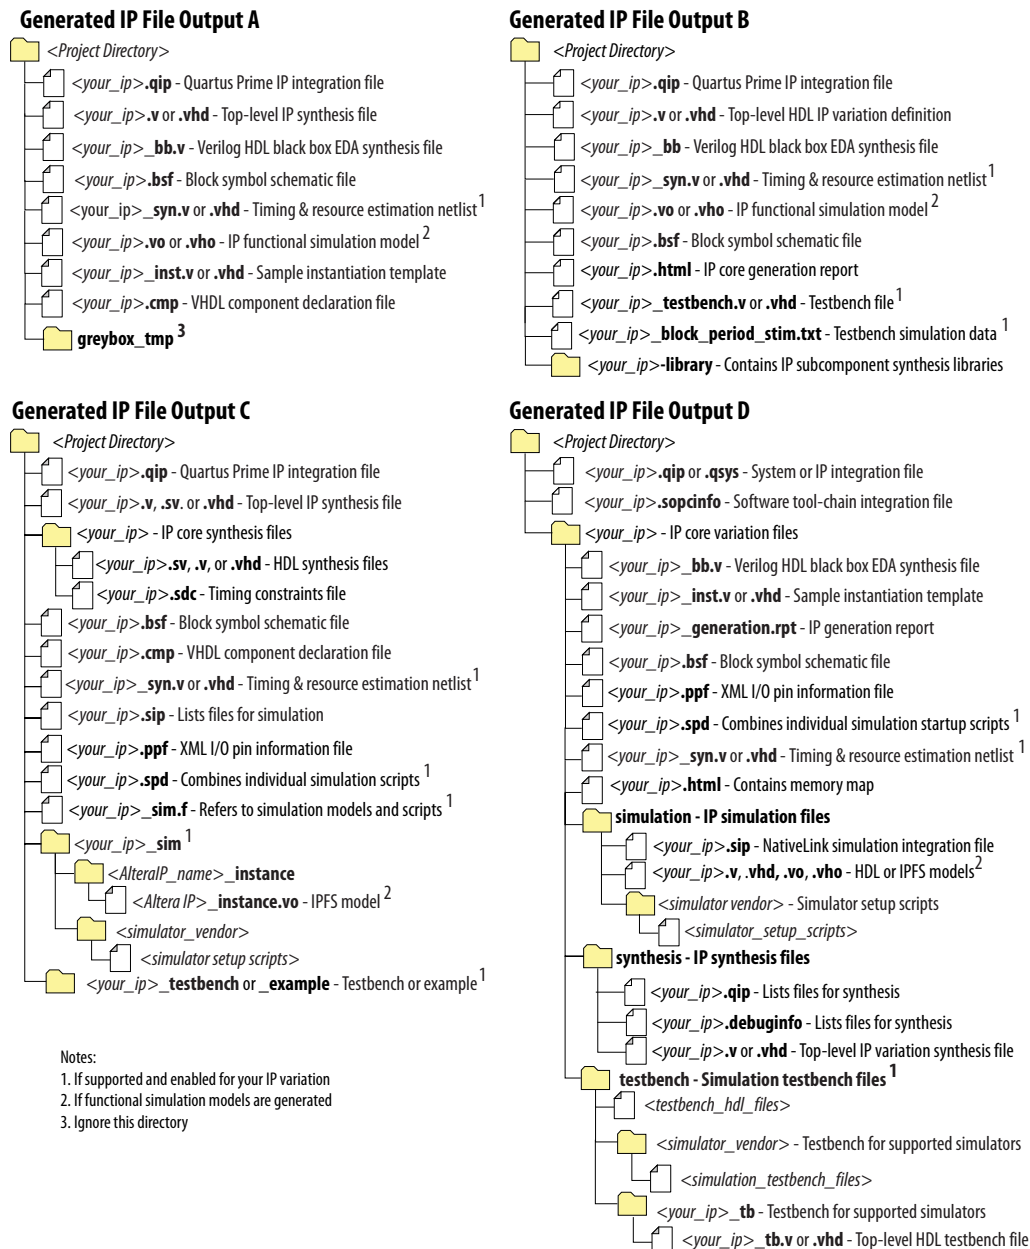 Generated IP File Output A
<Project Directory>
<your_ip>.qip - Quartus Prime IP integration file
<your_ip>.v or .vhd - Top-level IP synthesis file
<your_ip>_bb.v - Verilog HDL black box EDA synthesis file
<your_ip>.bsf - Block symbol schematic file
<your_ip>_syn.v or .vhd - Timing & resource estimation netlist 1
<your_ip>.vo or .vho - IP functional simulation model 2
<your_ip>_inst.v or .vhd - Sample instantiation template
<your_ip>.cmp - VHDL component declaration file
greybox_tmp 3
Generated IP File Output B
<Project Directory>
<your_ip>.qip - Quartus Prime IP integration file
<your_ip>.v or .vhd - Top-level HDL IP variation definition
<your_ip>_bb - Verilog HDL black box EDA synthesis file
<your_ip>_syn.v or .vhd - Timing & resource estimation netlist 1
<your_ip>.vo or .vho - IP functional simulation model 2
<your_ip>.bsf - Block symbol schematic file
<your_ip>.html - IP core generation report
<your_ip>_testbench.v or .vhd - Testbench file 1
<your_ip>_block_period_stim.txt - Testbench simulation data 1
<your_ip>-library - Contains IP subcomponent synthesis libraries
Generated IP File Output C
<Project Directory>
<your_ip>.qip - Quartus Prime IP integration file
<your_ip>.v, .sv. or .vhd - Top-level IP synthesis file
<your_ip> - IP core synthesis files
<your_ip>.sv, .v, or .vhd - HDL synthesis files
<your_ip>.sdc - Timing constraints file
<your_ip>.bsf - Block symbol schematic file
<your_ip>.cmp - VHDL component declaration file
<your_ip>_syn.v or .vhd - Timing & resource estimation netlist 1
<your_ip>.sip - Lists files for simulation
<your_ip>.ppf - XML I/O pin information file
<your_ip>.spd - Combines individual simulation scripts 1
<your_ip>_sim.f - Refers to simulation models and scripts 1
<your_ip>_sim 1
<AlteraIP_name>_instance
<Altera IP>_instance.vo - IPFS model 2
<simulator_vendor>
<simulator setup scripts>
<your_ip>_testbench or _example - Testbench or example 1
Notes:
1. If supported and enabled for your IP variation
2. If functional simulation models are generated
3. Ignore this directory
Generated IP File Output D
<Project Directory>
<your_ip>.qip or .qsys - System or IP integration file
<your_ip>.sopcinfo - Software tool-chain integration file
<your_ip> - IP core variation files
<your_ip>_bb.v - Verilog HDL black box EDA synthesis file
<your_ip>_inst.v or .vhd - Sample instantiation template
<your_ip>_generation.rpt - IP generation report
<your_ip>.bsf - Block symbol schematic file
<your_ip>.ppf - XML I/O pin information file
<your_ip>.spd - Combines individual simulation startup scripts 1
<your_ip>_syn.v or .vhd - Timing & resource estimation netlist 1
<your_ip>.html - Contains memory map
simulation - IP simulation files
<your_ip>.sip - NativeLink simulation integration file
<your_ip>.v, .vhd, .vo, .vho - HDL or IPFS models 2
<simulator vendor> - Simulator setup scripts
<simulator_setup_scripts>
synthesis - IP synthesis files
<your_ip>.qip - Lists files for synthesis
<your_ip>.debuginfo - Lists files for synthesis
<your_ip>.v or .vhd - Top-level IP variation synthesis file
testbench - Simulation testbench files 1
<testbench_hdl_files>
<simulator_vendor> - Testbench for supported simulators
<simulation_testbench_files>
<your_ip>_tb - Testbench for supported simulators
<your_ip>_tb.v or .vhd - Top-level HDL testbench file